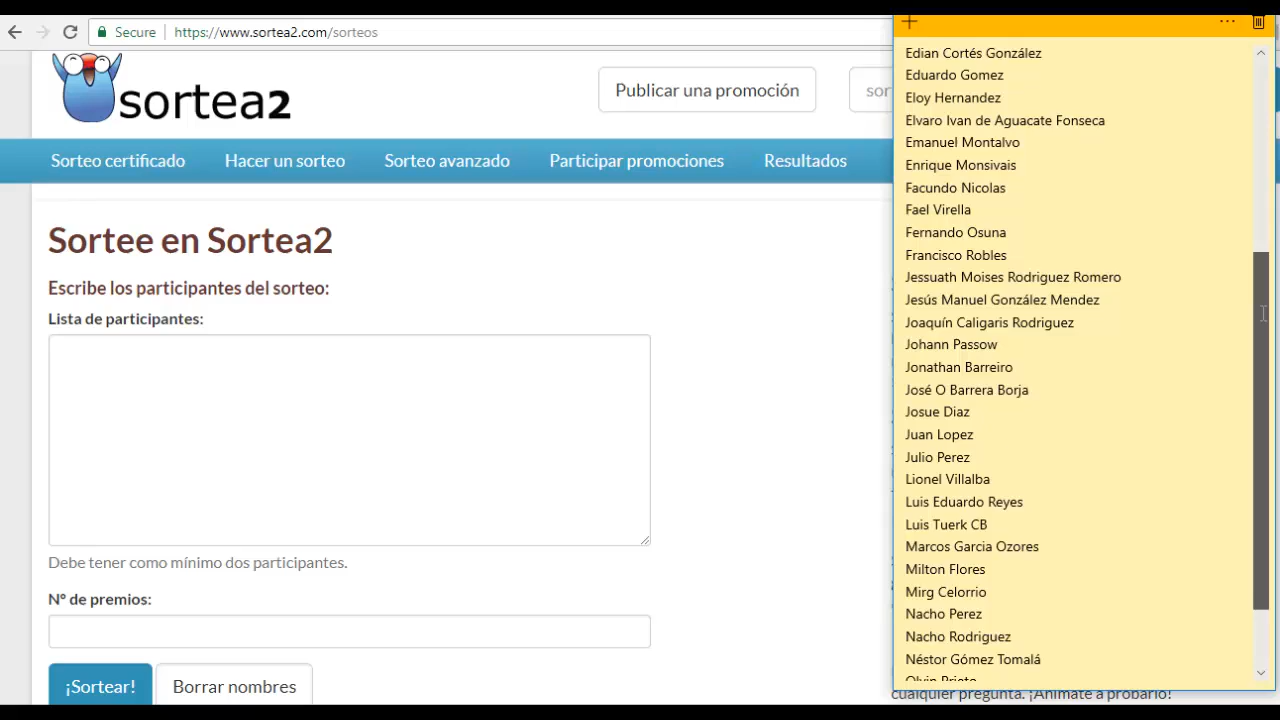 Secure
https://www.sortea2.com/sorteos
sortea2
Publicar una promoción
sor
Sorteo certificado
Hacer un sorteo
Sorteo avanzado
Participar promociones
Resultados
Sortee en Sortea2
Escribe los participantes del sorteo:
Lista de participantes:
Debe tener como mínimo dos participantes.
Nº de premios:
¡Sortear!
Borrar nombres
Edian Cortés González
Eduardo Gomez
Eloy Hernandez
Elvaro Ivan de Aguacate Fonseca
Emanuel Montalvo
Enrique Monsivais
Facundo Nicolas
Fael Virella
Fernando Osuna
Francisco Robles
Jessuath Moises Rodriguez Romero
Jesús Manuel González Mendez
Joaquín Caligaris Rodriguez
Johann Passow
Jonathan Barreiro
José O Barrera Borja
Josue Diaz
Juan Lopez
Julio Perez
Lionel Villalba
Luis Eduardo Reyes
Luis Tuerk CB
Marcos Garcia Ozores
Milton Flores
Mirg Celorrio
Nacho Perez
Nacho Rodriguez
Néstor Gómez Tomalá
Olvin Prieto
cualquier pregunta. ¡Anímate a probarlo!